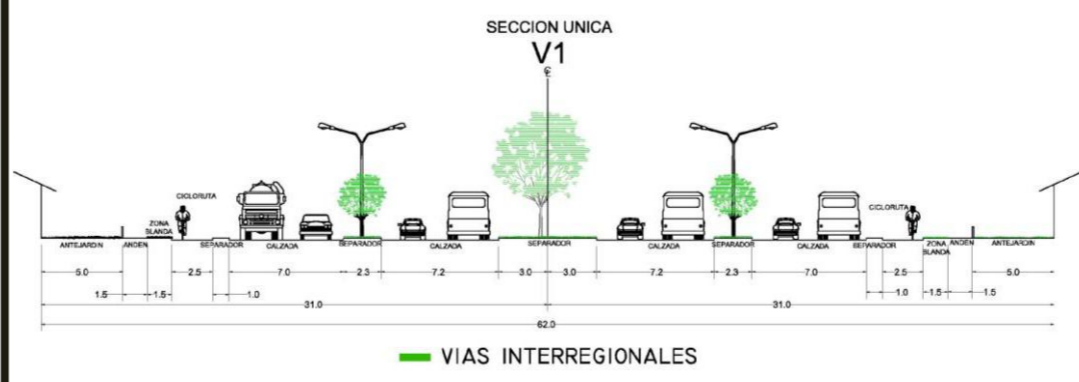 SECCION UNICA
V1
CICLORUTA
CICLORUTA
ZONA
BLANDA
ANTEJARDIN ANDEN SEPARADOR CALZADA SEPARADOR CALZADA SEPARADOR CALZADA SEPARADOR CALZADA SEPARADOR ZONA BLANDA ANDEN ANTEJARDIN
5.0 2.5 7.0 2.3 7.2 3.0 3.0 7.2 2.3 7.0 2.5 5.0
1.5 1.5 1.0 1.0 1.5 1.5
31.0 31.0
62.0
VIAS INTERREGIONALES